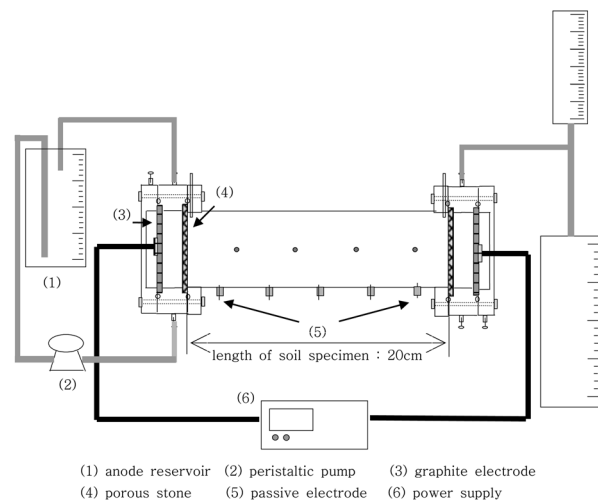 (4)
(3)
(1)
(5)
length of soil specimen : 20cm
(2)
(6)
(1) anode reservoir (2) peristaltic pump (3) graphite electrode
(4) porous stone (5) passive electrode (6) power supply